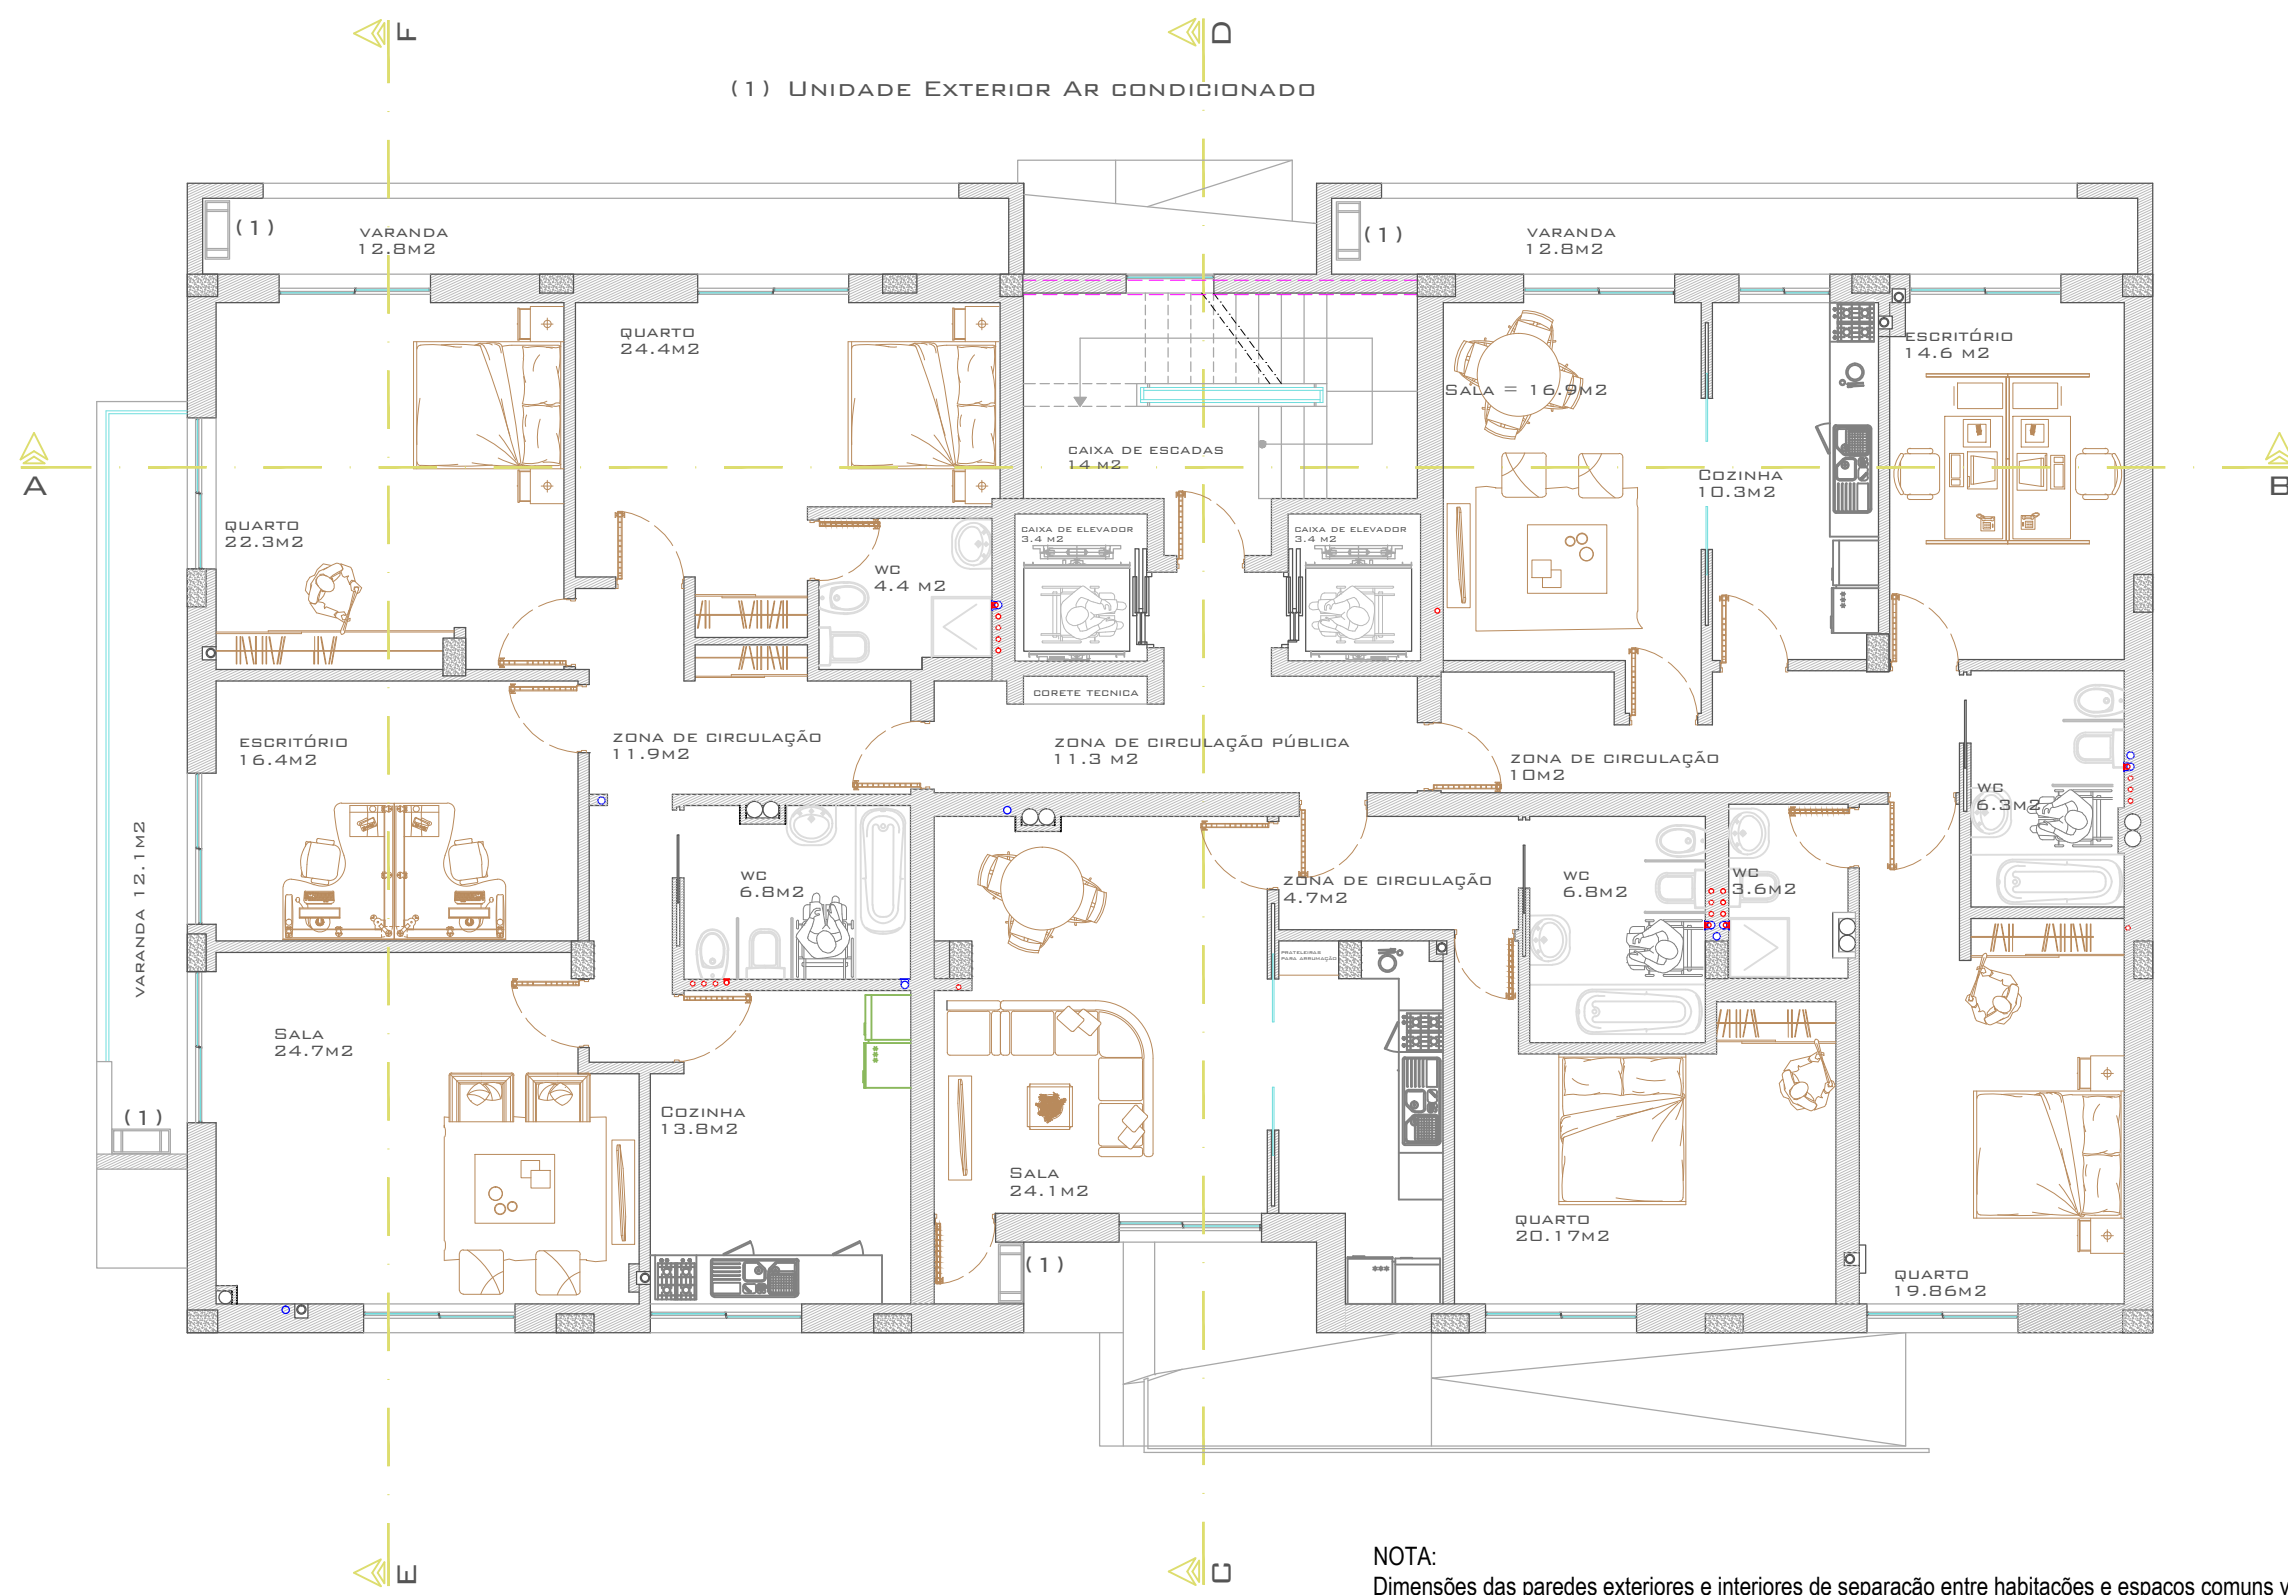 F
D
(1) Unidade Exterior Ar condicionado
(1)
VARANDA
12.8m2
(1)
VARANDA
12.8m2
QUARTO
24.4m2
ESCRITÓRIO
14.6 m2
Sala = 16.9m2
CAIXA DE ESCADAS
14 m2
A
B
Cozinha
10.3m2
QUARTO
22.3m2
CAIXA DE ELEVADOR
3.4 m2
CAIXA DE ELEVADOR
3.4 m2
WC
4.4 m2
CORETE TECNICA
ESCRITÓRIO
16.4m2
ZONA DE CIRCULAÇÃO
11.9m2
ZONA DE CIRCULAÇÃO PÚBLICA
11.3 m2
ZONA DE CIRCULAÇÃO
10m2
WC
6.3m2
VARANDA 12.1m2
WC
6.8m2
ZONA DE CIRCULAÇÃO
4.7m2
WC
6.8m2
WC
3.6m2
PRATELEIRAS
PARA ARRUMAÇÃO
Sala
24.7m2
(1)
Cozinha
13.8m2
Sala
24.1m2
QUARTO
20.17m2
(1)
QUARTO
19.86m2
E
C
NOTA:
Dimensões das paredes exteriores e interiores de separação entre habitações e espaços comuns v